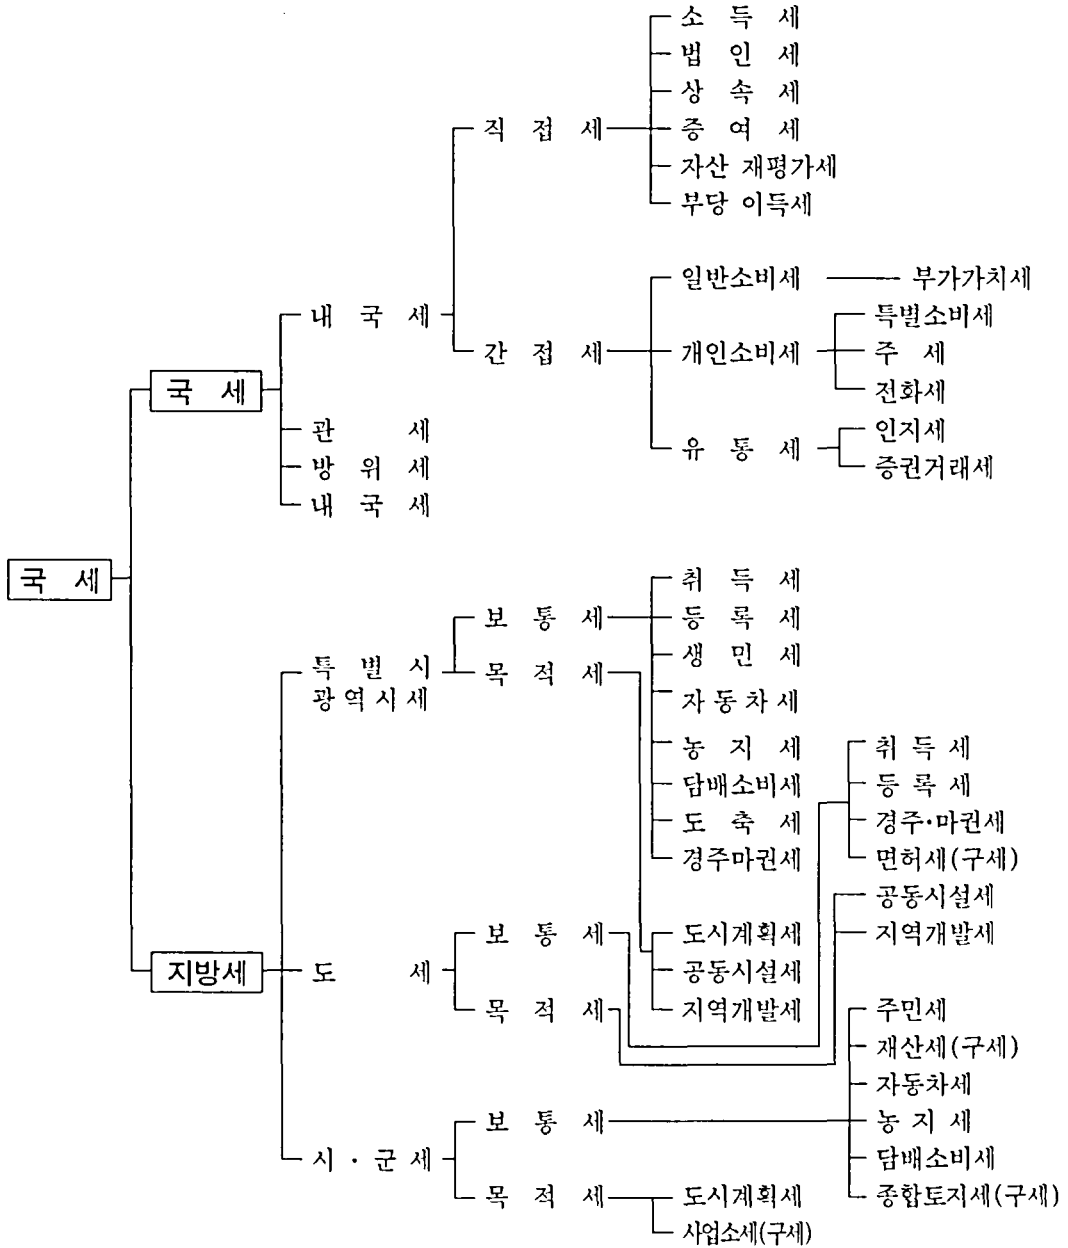 소 득 세
법 인 세
상 속 세
직 접 세
증 여 세
자산 재평가세
부당 이득세
일반소비세
부가가치세
내 국 세
특별소비세
간 접 세
개인소비세
주 세
국 세
전화세
관 세
인지세
유 통 세
방 위 세
증권거래세
내 국 세
국 세
취 득 세
보 통 세
등 록 세
특 별 시
광역시세
목 적 세
생 민 세
자동차세
농 지 세
취 득 세
담배소비세
등 록 세
도 축 세
경주·마권세
경주마권세
면허세(구세)
공동시설세
보 통 세
도시계획세
지역개발세
지방세
도 세
공동시설세
목 적 세
지역개발세
주민세
재산세(구세)
자동차세
보 통 세
농 지 세
시·군세
담배소비세
목 적 세
도시계획세
종합토지세(구세)
사업소세(구세)